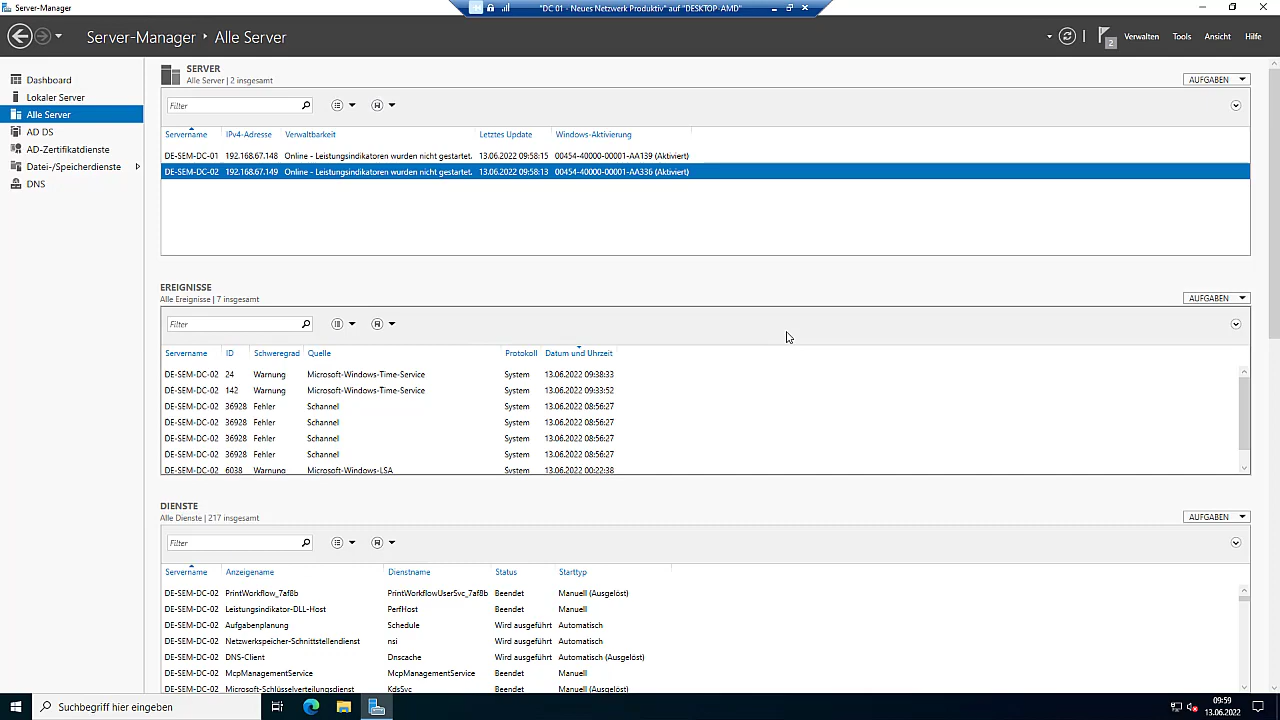 Server-Manager
"DC 01 - Neues Netzwerk Produktiv" auf "DESKTOP-AMD"
Server-Manager ‣ Alle Server
2
Verwalten Tools Ansicht Hilfe
Dashboard
Lokaler Server
Alle Server
AD DS
AD-Zertifikatdienste
Datei-/Speicherdienste
DNS
SERVER
Alle Server | 2 insgesamt
AUFGABEN
Filter
Servername IPv4-Adresse Verwaltbarkeit Letztes Update Windows-Aktivierung
DE-SEM-DC-01 192.168.67.148 Online - Leistungsindikatoren wurden nicht gestartet. 13.06.2022 09:58:15 00454-40000-00001-AA139 (Aktiviert)
DE-SEM-DC-02 192.168.67.149 Online - Leistungsindikatoren wurden nicht gestartet. 13.06.2022 09:58:13 00454-40000-00001-AA336 (Aktiviert)
EREIGNISSE
Alle Ereignisse | 7 insgesamt
AUFGABEN
Filter
Servername ID Schweregrad Quelle Protokoll Datum und Uhrzeit
DE-SEM-DC-02 24 Warnung Microsoft-Windows-Time-Service System 13.06.2022 09:38:33
DE-SEM-DC-02 142 Warnung Microsoft-Windows-Time-Service System 13.06.2022 09:33:52
DE-SEM-DC-02 36928 Fehler Schannel System 13.06.2022 08:56:27
DE-SEM-DC-02 36928 Fehler Schannel System 13.06.2022 08:56:27
DE-SEM-DC-02 36928 Fehler Schannel System 13.06.2022 08:56:27
DE-SEM-DC-02 36928 Fehler Schannel System 13.06.2022 08:56:27
DE-SEM-DC-02 6038 Warnung Microsoft-Windows-LSA System 13.06.2022 00:22:38
DIENSTE
Alle Dienste | 217 insgesamt
AUFGABEN
Filter
Servername Anzeigename Dienstname Status Starttyp
DE-SEM-DC-02 PrintWorkflow_7af8b PrintWorkflowUserSvc_7af8b Beendet Manuell (Ausgelöst)
DE-SEM-DC-02 Leistungsindikator-DLL-Host PerfHost Beendet Manuell
DE-SEM-DC-02 Aufgabenplanung Schedule Wird ausgeführt Automatisch
DE-SEM-DC-02 Netzwerkspeicher-Schnittstellendienst nsi Wird ausgeführt Automatisch
DE-SEM-DC-02 DNS-Client Dnscache Wird ausgeführt Automatisch (Ausgelöst)
DE-SEM-DC-02 McpManagementService McpManagementService Beendet Manuell
DE-SEM-DC-02 Microsoft-Schlüsselverteilungsdienst KdsSvc Beendet Manuell (Ausgelöst)
Suchbegriff hier eingeben
09:59
13.06.2022